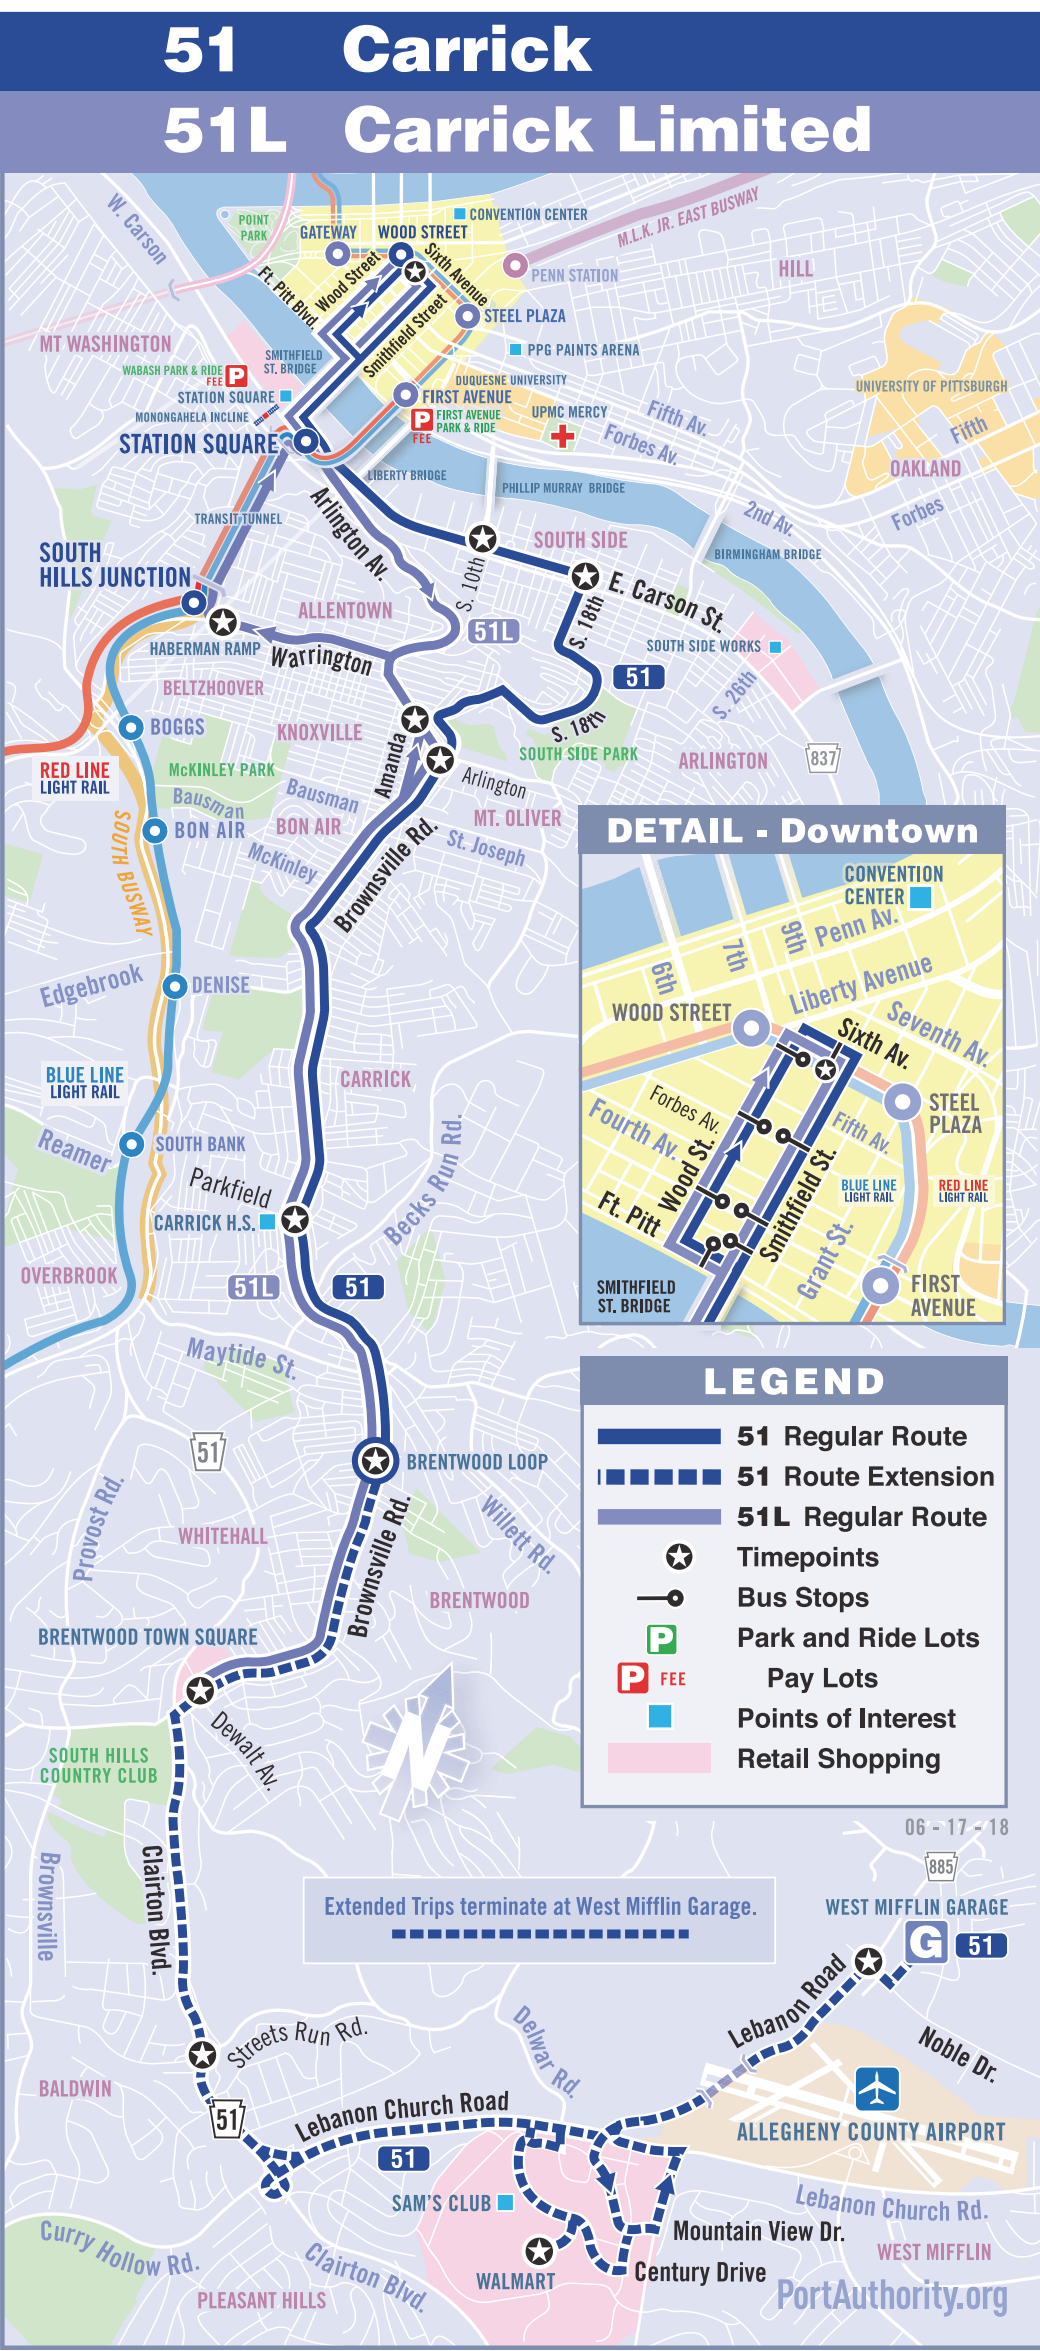 51 Carrick
51L Carrick Limited
W. Carson
POINT
PARK
GATEWAY
WOOD STREET
CONVENTION CENTER
M.L.K. JR. EAST BUSWAY
Ft. Pitt Blvd.
Wood Street
Sixth Avenue
PENN STATION
HILL
Smithfield Street
STEEL PLAZA
MT WASHINGTON
SMITHFIELD
ST. BRIDGE
PPG PAINTS ARENA
WABASH PARK & RIDE
FEE
P
STATION SQUARE
DUQUESNE UNIVERSITY
FIRST AVENUE
UNIVERSITY OF PITTSBURGH
MONONGAHELA INCLINE
P
FEE
FIRST AVENUE
PARK & RIDE
UPMC MERCY
Fifth Av.
Forbes Av.
Fifth
STATION SQUARE
OAKLAND
LIBERTY BRIDGE
PHILLIP MURRAY BRIDGE
Forbes
TRANSIT TUNNEL
Arlington Av.
2nd Av.
SOUTH
HILLS JUNCTION
SOUTH SIDE
BIRMINGHAM BRIDGE
S. 10th
E. Carson St.
ALLENTOWN
S. 18th
51L
HABERMAN RAMP
Warrington
SOUTH SIDE WORKS
BELTZHOOVER
51
S. 26th
BOGGS
KNOXVILLE
S. 18th
SOUTH SIDE PARK
ARLINGTON
837
RED LINE
LIGHT RAIL
McKINLEY PARK
Amanda
Arlington
Bausman
Bausman
BON AIR
BON AIR
MT. OLIVER
SOUTH BUSWAY
McKinley
Brownsville Rd.
St. Joseph
Edgebrook
DENISE
BLUE LINE
LIGHT RAIL
CARRICK
Reamer
SOUTH BANK
Parkfield
Becks Run Rd.
CARRICK H.S.
OVERBROOK
51L
51
Maytide St.
51
BRENTWOOD LOOP
Provost Rd.
WHITEHALL
Brownsville Rd.
Willett Rd.
BRENTWOOD
BRENTWOOD TOWN SQUARE
Dewalt Av.
N
SOUTH HILLS
COUNTRY CLUB
DETAIL - Downtown
CONVENTION
CENTER
6th
7th
9th
Penn Av.
Liberty Avenue
WOOD STREET
Seventh Av.
Sixth Av.
Forbes Av.
Fourth Av.
Fifth Av.
STEEL
PLAZA
Wood St.
Smithfield St.
BLUE LINE
LIGHT RAIL
RED LINE
LIGHT RAIL
Ft. Pitt
Grant St.
SMITHFIELD
ST. BRIDGE
FIRST
AVENUE
LEGEND
51 Regular Route
51 Route Extension
51L Regular Route
Timepoints
Bus Stops
P Park and Ride Lots
P FEE Pay Lots
Points of Interest
Retail Shopping
06 - 17 - 18
885
Brownsville
Clairton Blvd.
Extended Trips terminate at West Mifflin Garage.
WEST MIFFLIN GARAGE
G 51
Lebanon Road
Noble Dr.
Streets Run Rd.
Delwar Rd.
BALDWIN
51
Lebanon Church Road
ALLEGHENY COUNTY AIRPORT
51
SAM'S CLUB
Lebanon Church Rd.
Mountain View Dr.
Curry Hollow Rd.
Clairton Blvd.
WEST MIFFLIN
WALMART
Century Drive
PLEASANT HILLS
PortAuthority.org